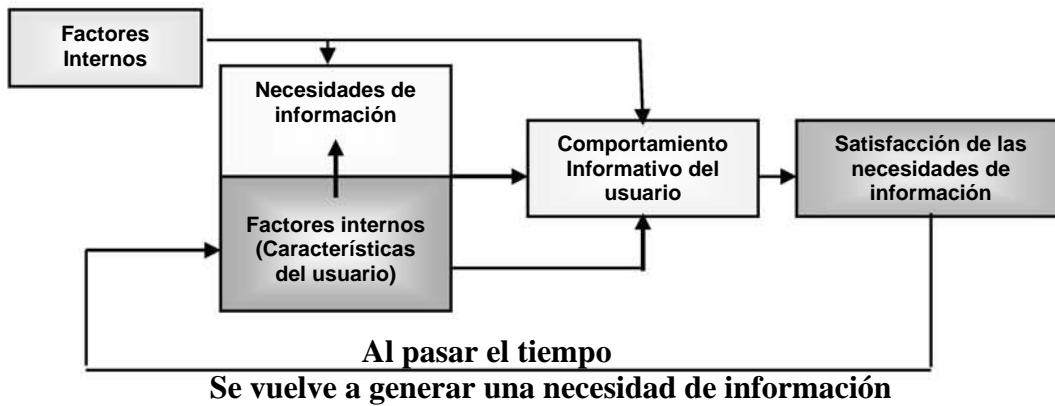 Factores
Internos
Necesidades de
información
Factores internos
(Características
del usuario)
Comportamiento
Informativo del
usuario
Satisfacción de las
necesidades de
información
Al pasar el tiempo
Se vuelve a generar una necesidad de información